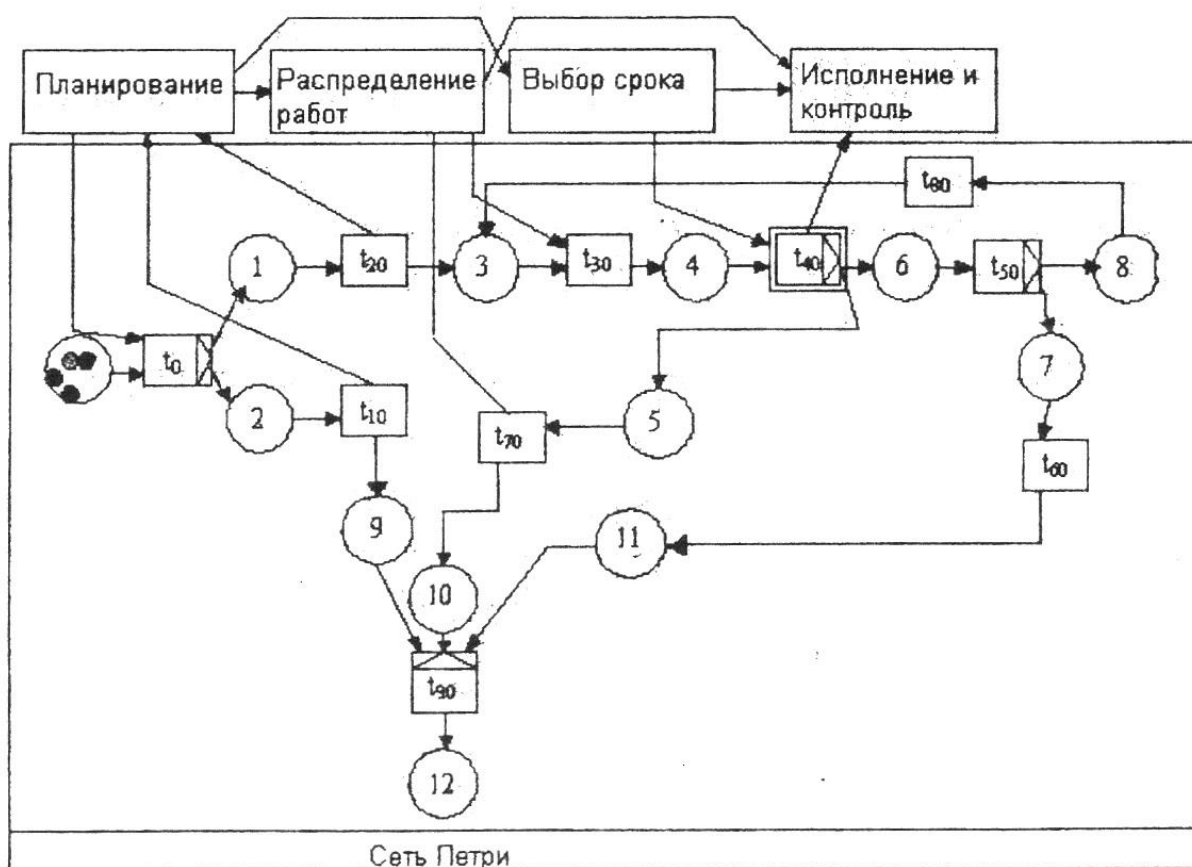 Планирование
Распределение
работ
Выбор срока
Исполнение и
контроль
t80
1
t20
3
t30
4
t40
6
t50
8
t0
2
t10
t70
5
7
t60
9
11
10
t90
12
Сеть Петри